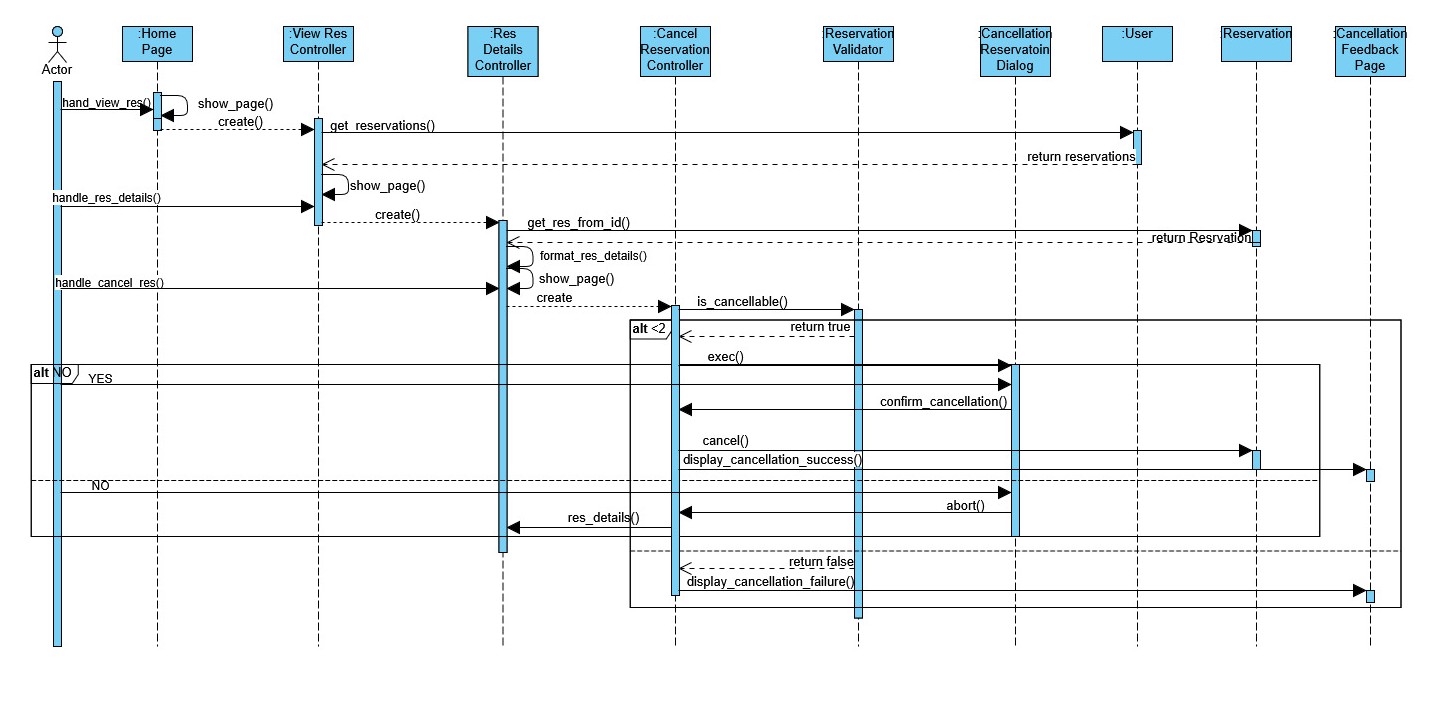 Actor
:Home
Page
:View Res
Controller
:Res
Details
Controller
:Cancel
Reservation
Controller
:Reservation
Validator
:Cancellation
Reservatoin
Dialog
:User
:Reservation
:Cancellation
Feedback
Page
hand_view_res()
show_page()
create()
get_reservations()
return reservations
show_page()
handle_res_details()
create()
get_res_from_id()
return Resrvation
format_res_details()
show_page()
handle_cancel_res()
create
is_cancellable()
alt <2
return true
exec()
alt NO
YES
confirm_cancellation()
cancel()
display_cancellation_success()
NO
abort()
res_details()
return false
display_cancellation_failure()